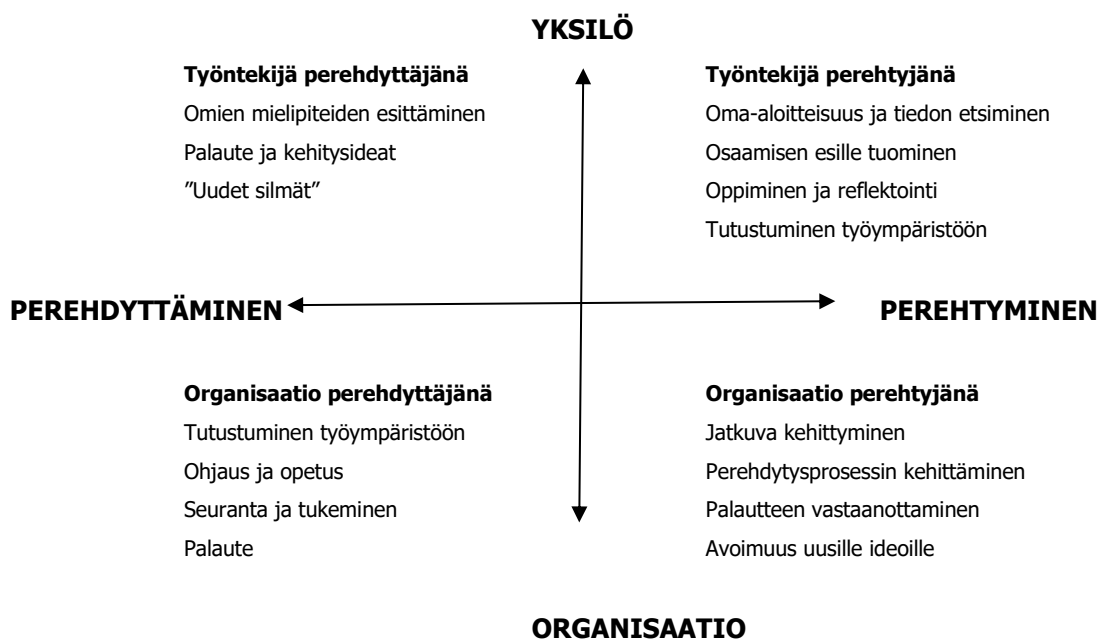 YKSILÖ
Työntekijä perehdyttäjänä
Omien mielipiteiden esittäminen
Palaute ja kehitysideat
”Uudet silmät”
Työntekijä perehtyjänä
Oma-aloitteisuus ja tiedon etsiminen
Osaamisen esille tuominen
Oppiminen ja reflektointi
Tutustuminen työympäristöön
PEREHDYTTÄMINEN
PEREHTYMINEN
Organisaatio perehdyttäjänä
Tutustuminen työympäristöön
Ohjaus ja opetus
Seuranta ja tukeminen
Palaute
Organisaatio perehtyjänä
Jatkuva kehittyminen
Perehdytysprosessin kehittäminen
Palautteen vastaanottaminen
Avoimuus uusille ideoille
ORGANISAATIO